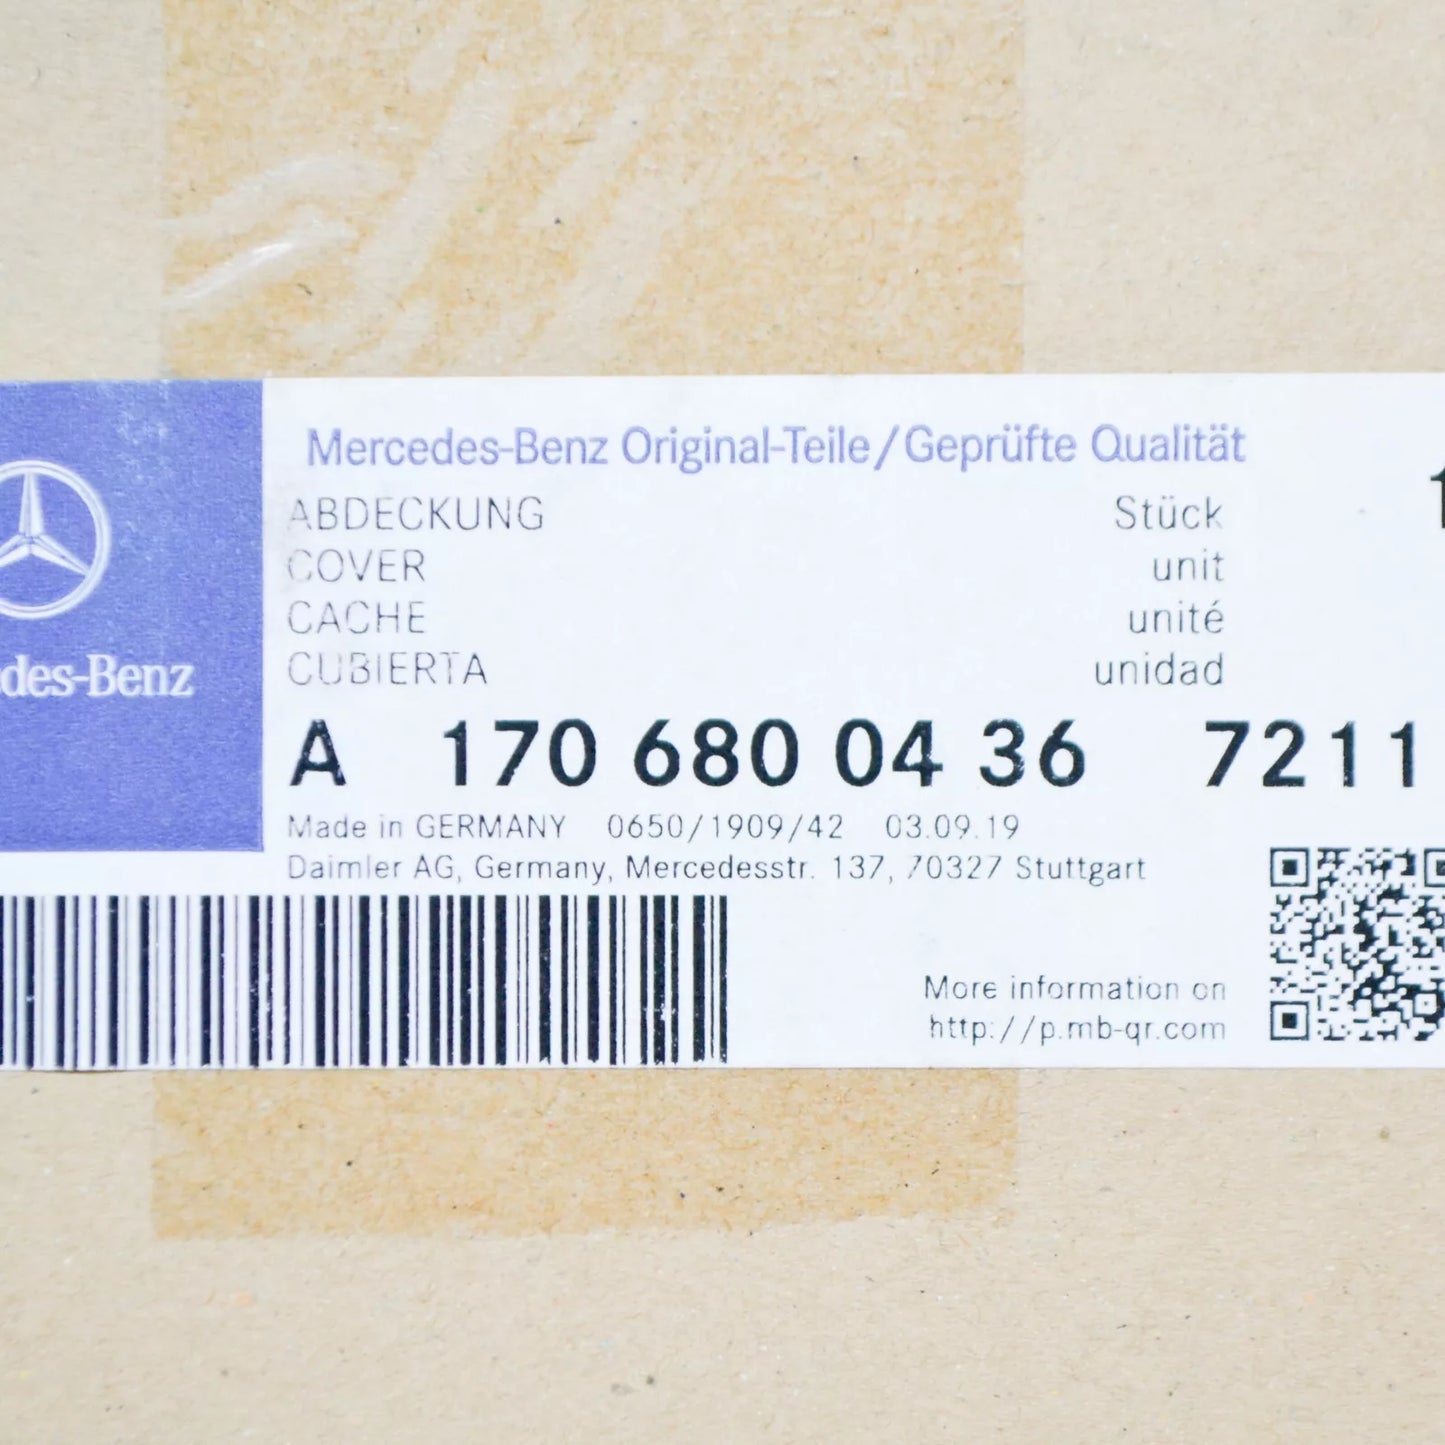 Mercedes-Benz Original-Teile/Geprüfte Qualität
ABDECKUNG Stück 1
COVER unit
CACHE unité
CUBIERTA unidad
des-Benz
A 170 680 04 36 7211
Made in GERMANY 0650/1909/42 03.09.19
Daimler AG, Germany, Mercedesstr. 137, 70327 Stuttgart
More information on
http://p.mb-qr.com